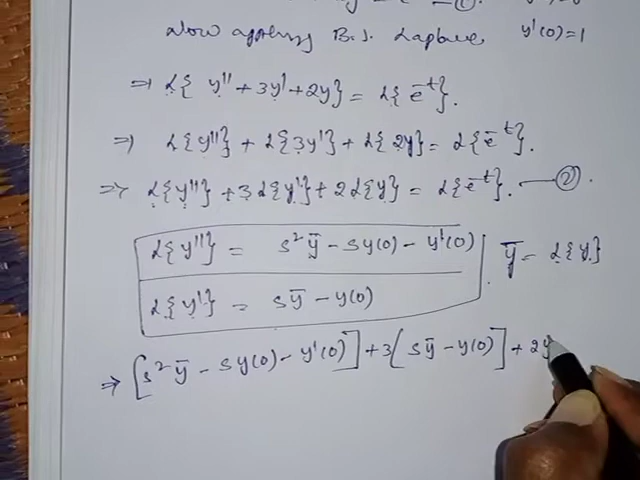 Now applying B.S. Laplace, y'(0)=1
⇒ L{ y'' + 3y' + 2y} = L{ e^-t }.
⇒ L{y''} + L{3y'} + L{2y} = L{e^-t}.
⇒ L{y''} + 3L{y'} + 2L{y} = L{e^-t}. — ②.
L{y''} = s²ȳ - sy(0) - y'(0) . ȳ = L{y}
L{y'} = sȳ - y(0)
⇒ [s²ȳ - sy(0) - y'(0)] + 3[sȳ - y(0)] + 2y